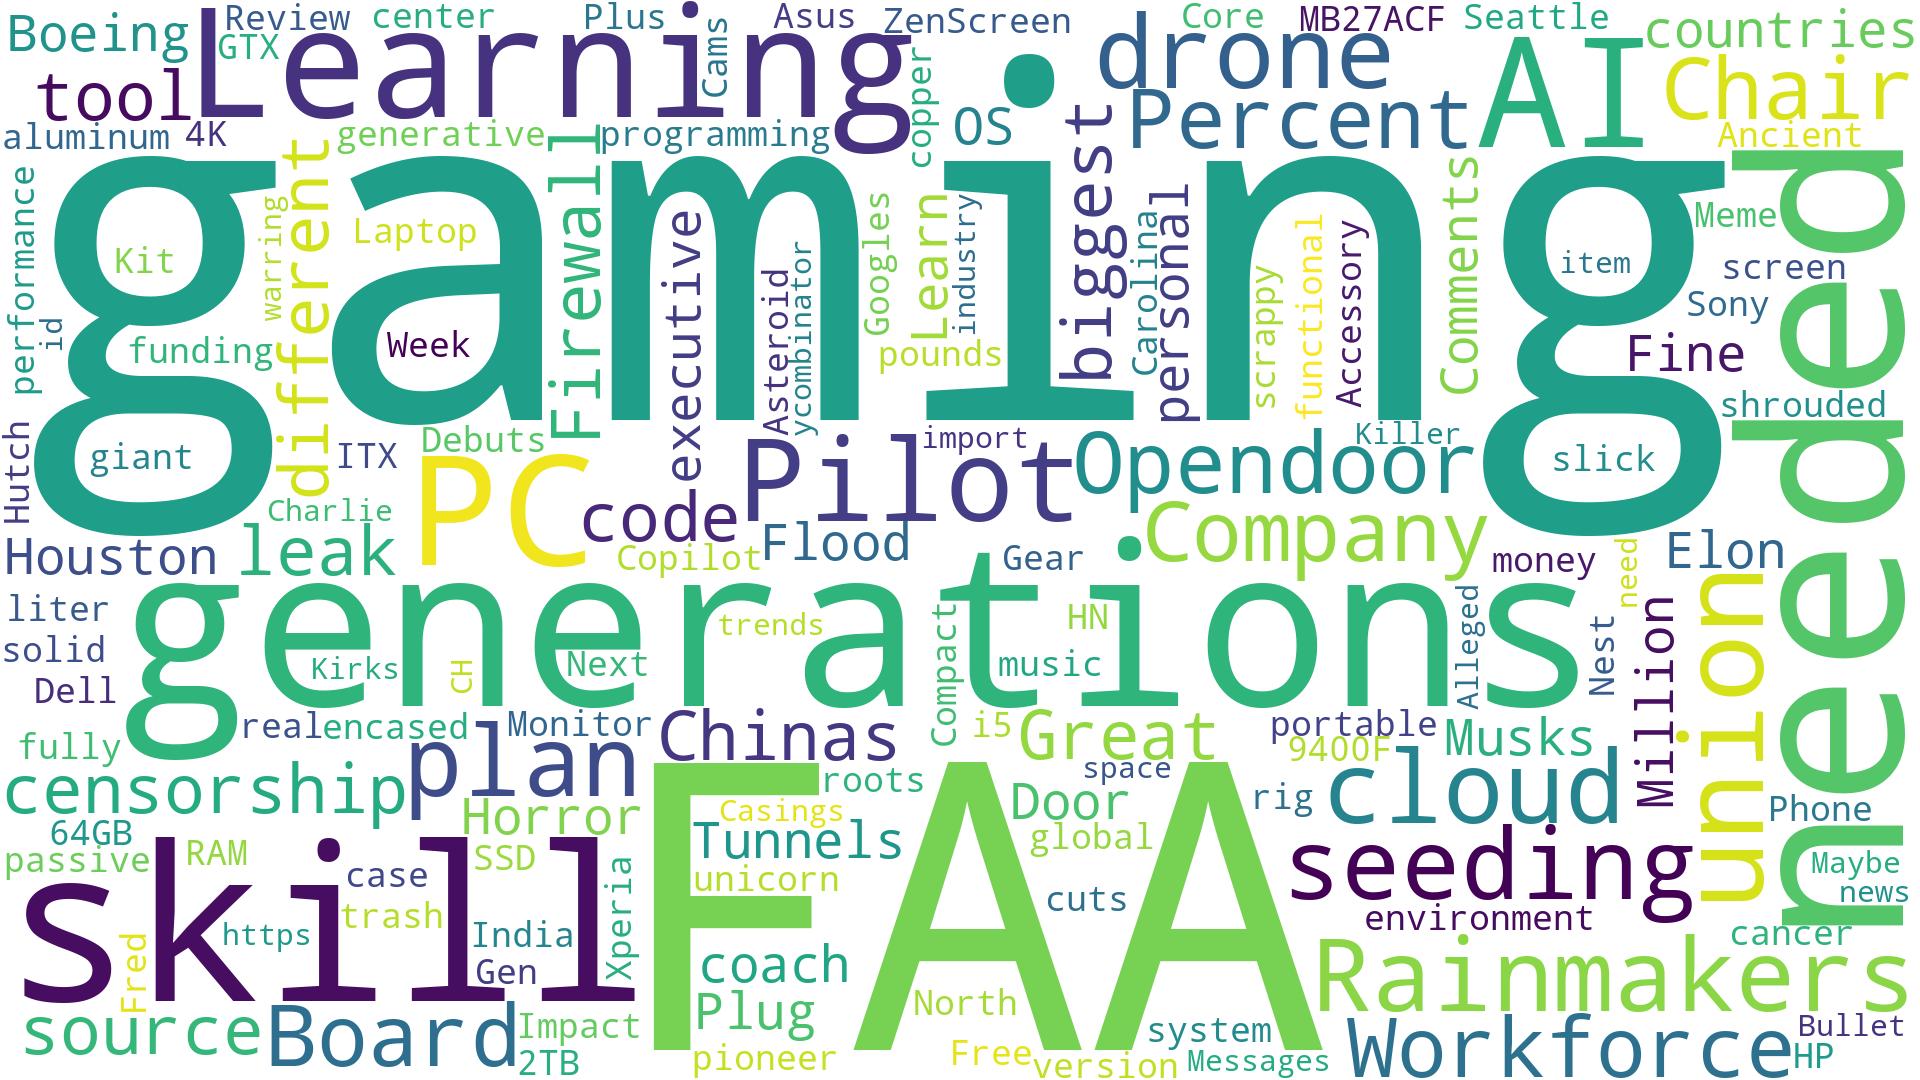 Boeing
Review
GTX
center
Plus
Cams
Asus
ZenScreen
Core
MB27ACF
Seattle
countries
tool
Learning
copper
OS
drone
Percent
AI
Chair
Ancient
aluminum
4K
generative
programming
gaming
performance
id
Kit
warring
different
Laptop
Firewall
executive
Asteroid
ycombinator
Googles
Learn
industry
biggest
Carolina
personal
scrappy
functional
Accessory
Comments
item
Meme
screen
Sony
needed
funding
Week
pounds
Fine
shrouded
Hutch
giant
ITX
Debuts
PC
Pilot
import
Opendoor
Killer
slick
Charlie
code
Houston
leak
Copilot
Flood
Gear
Company
money
need
Elon
liter
generations
solid
Dell
Kirks
CH
Next
trends
Compact
HN
music
Alleged
Nest
Million
union
real
encased
Monitor
fully
plan
Chinas
i5
Great
portable
9400F
Musks
censorship
roots
space
rig
cloud
Phone
64GB
Horror
Casings
Tunnels
Door
global
passive
RAM
SSD
skill
case
trash
https
India
Gen
Xperia
unicorn
FAA
cuts
seeding
environment
Maybe
news
cancer
Fred
coach
Plug
North
Rainmakers
source
Board
Impact
2TB
pioneer
Free
version
system
Messages
Workforce
Bullet
HP